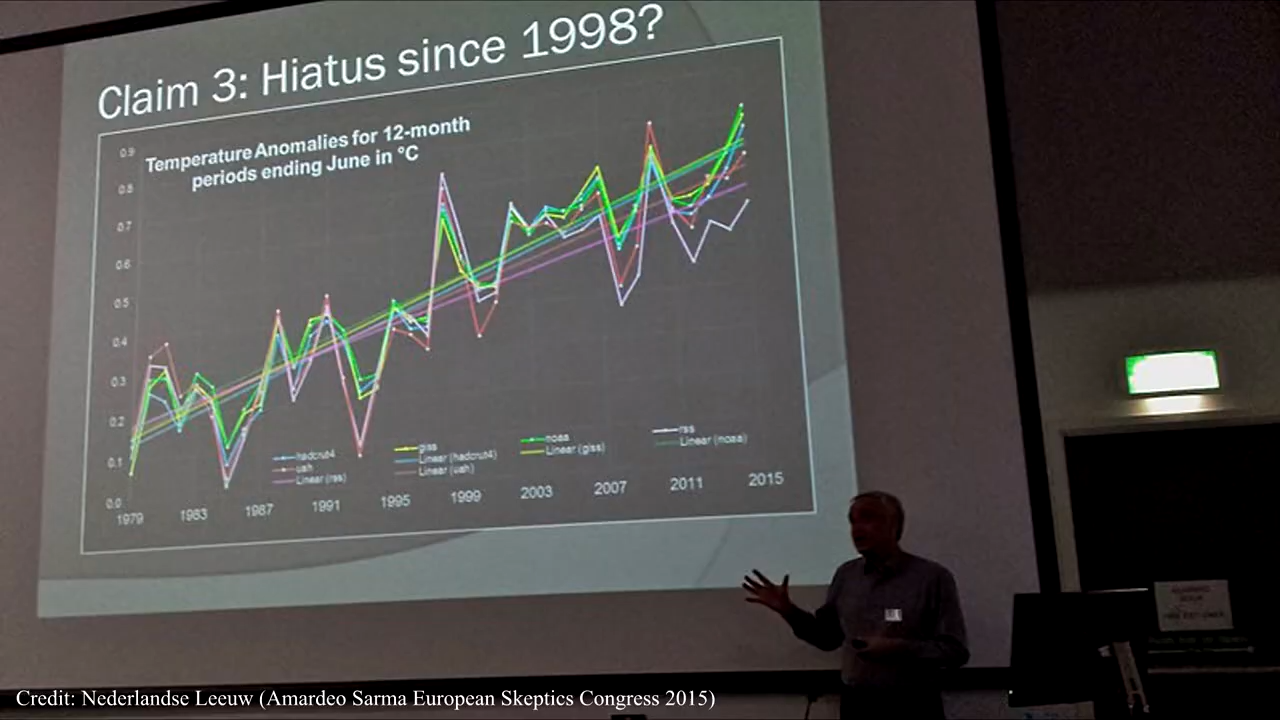 Claim 3: Hiatus since 1998?
Temperature Anomalies for 12-month
periods ending June in °C
0.9
0.8
0.7
0.6
0.5
0.4
0.3
0.2
0.1
0.0
hadcrut4
giss
noaa
rss
uah
Linear (hadcrut4)
Linear (giss)
Linear (noaa)
Linear (rss)
Linear (uah)
1979 1983 1987 1991 1995 1999 2003 2007 2011 2015
Credit: Nederlandse Leeuw (Amardeo Sarma European Skeptics Congress 2015)